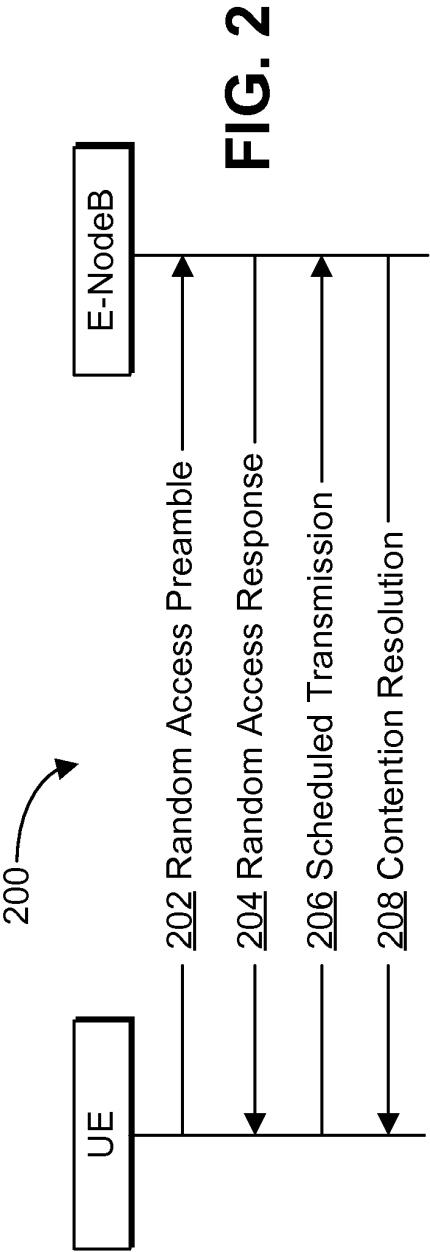 200
UE
E-NodeB
202 Random Access Preamble
204 Random Access Response
206 Scheduled Transmission
208 Contention Resolution
FIG. 2